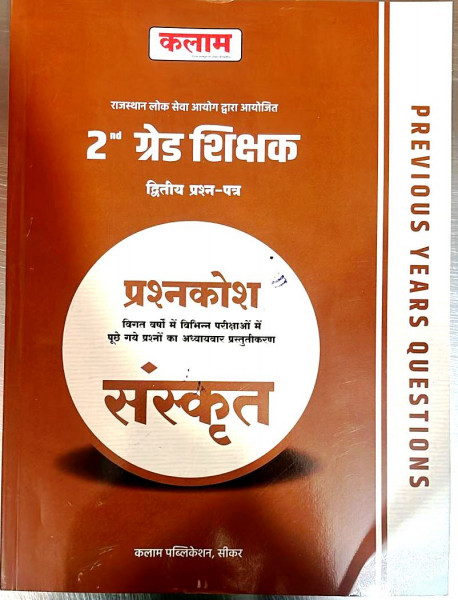 कलाम
राजस्थान लोक सेवा आयोग द्वारा आयोजित
2nd ग्रेड शिक्षक
द्वितीय प्रश्न-पत्र
प्रश्नकोश
विगत वर्षो में विभिन्न परीक्षाओं में
पूछे गये प्रश्नों का अध्यायवार प्रस्तुतीकरण
संस्कृत
कलाम पब्लिकेशन, सीकर
PREVIOUS YEARS QUESTIONS